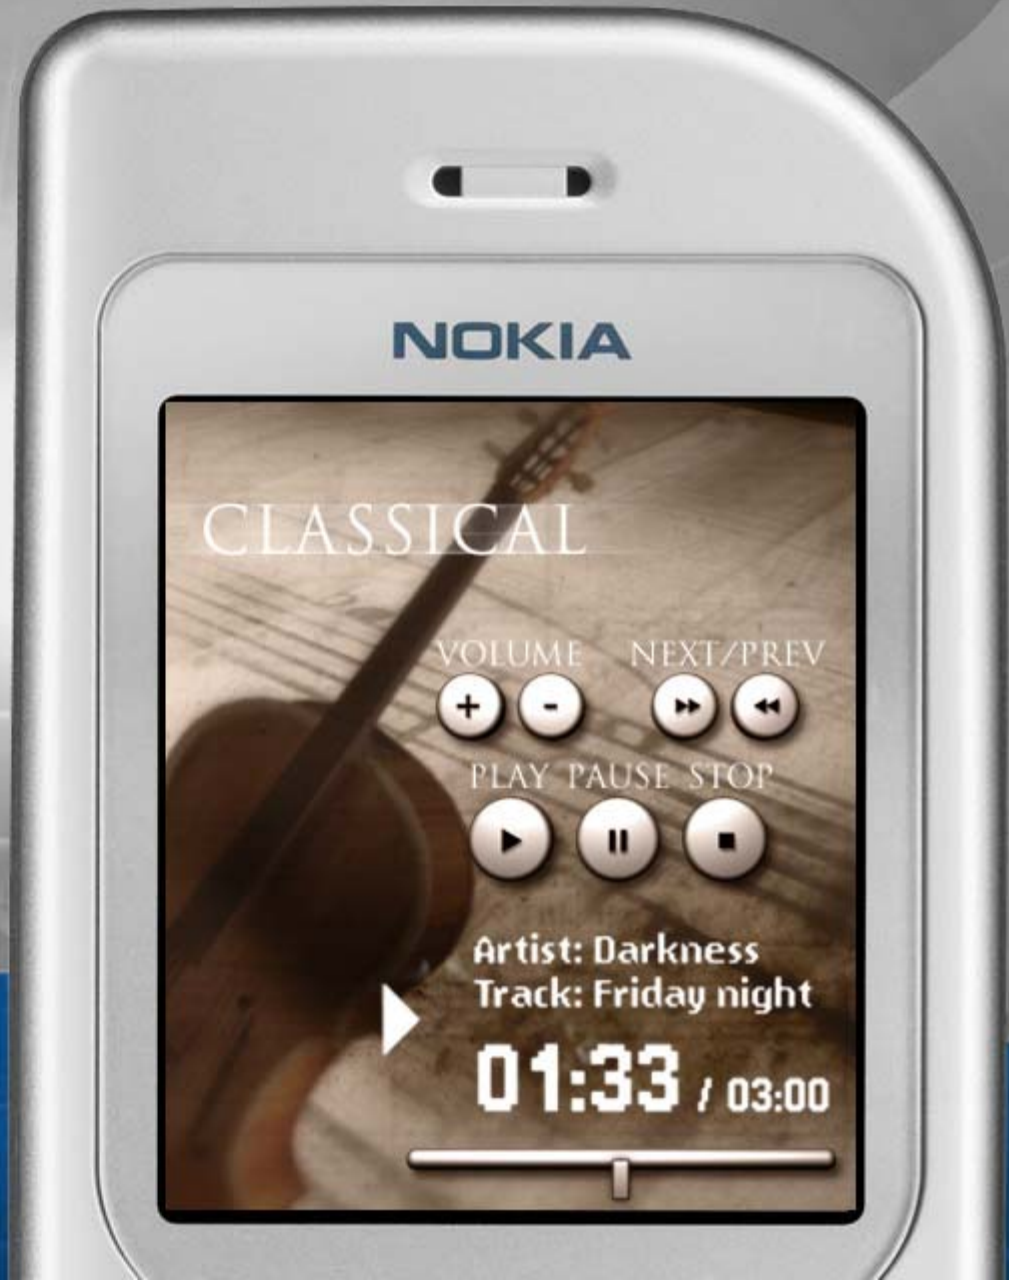 NOKIA
CLASSICAL
VOLUME NEXT/PREV
+ -
PLAY PAUSE STOP
Artist: Darkness
Track: Friday night
01:33 / 03:00